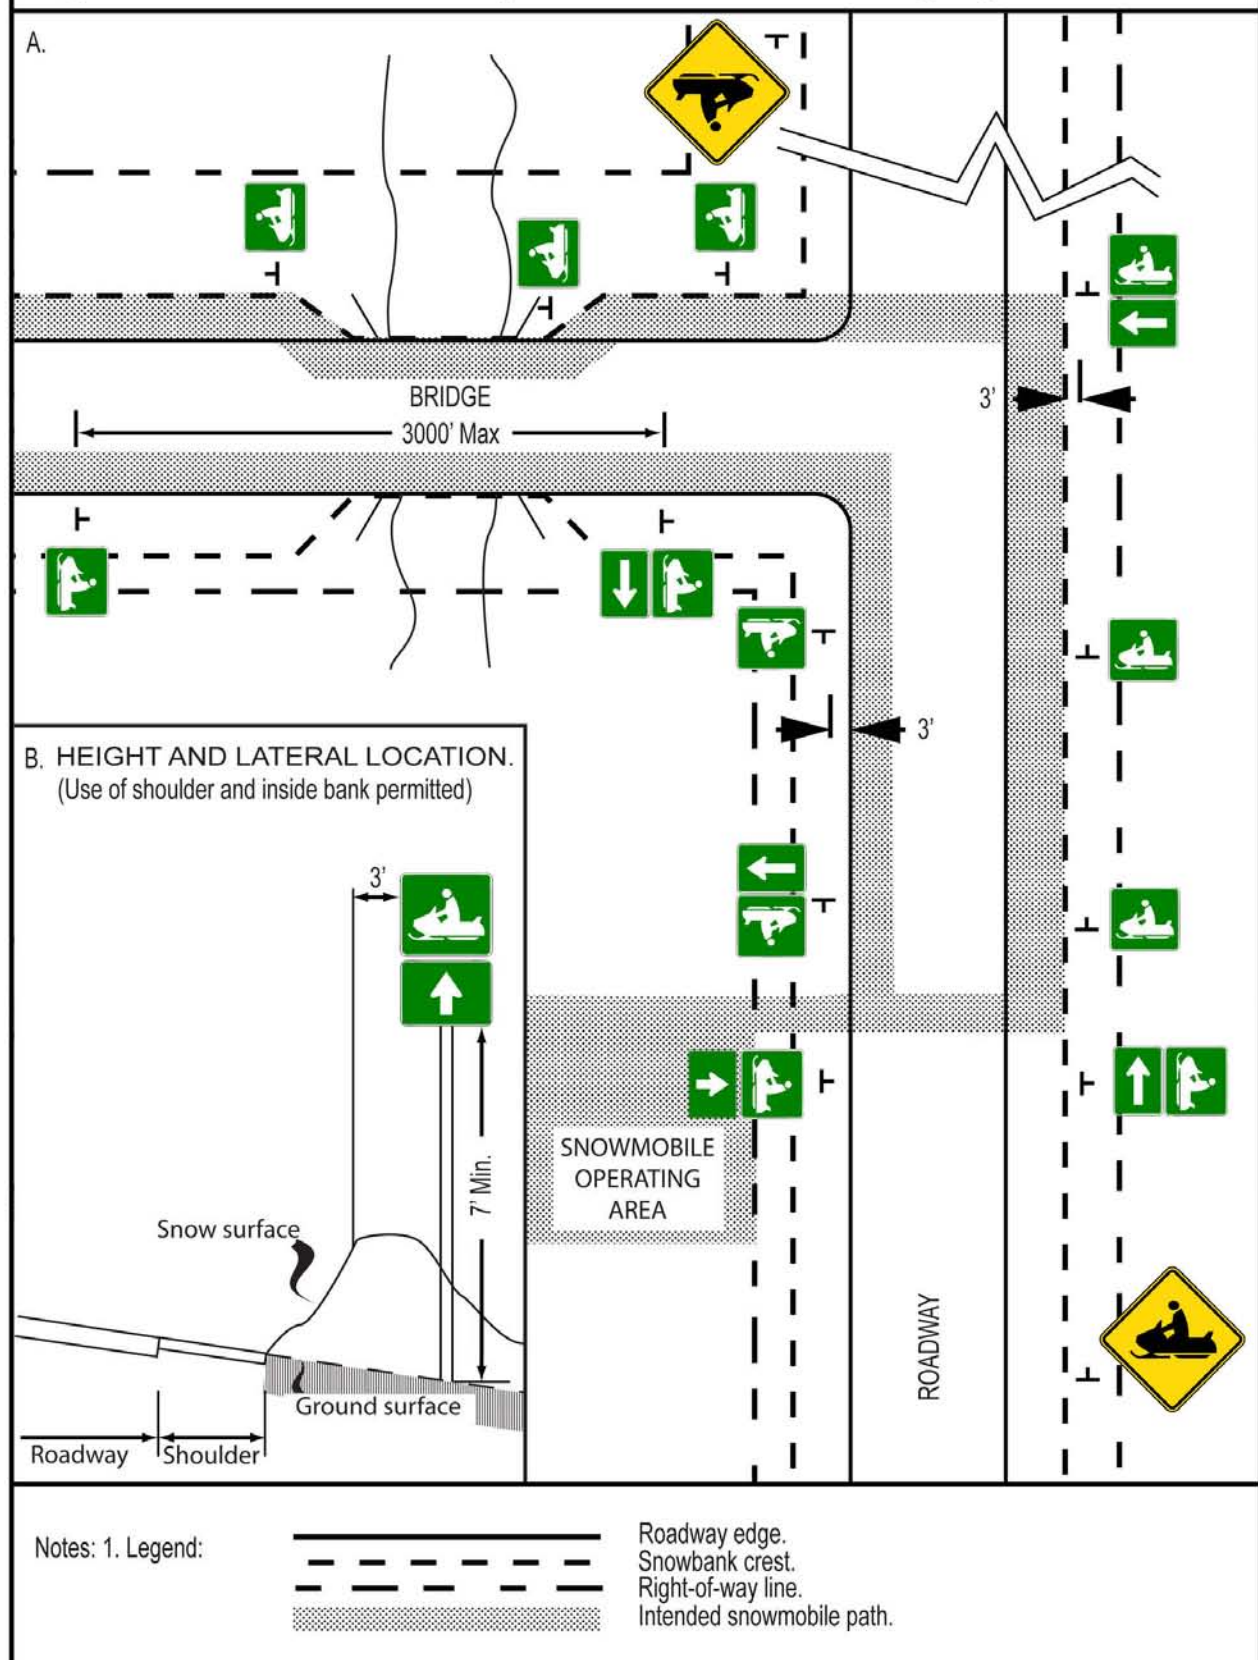 A.
BRIDGE
3000' Max
3'
3'
B. HEIGHT AND LATERAL LOCATION.
(Use of shoulder and inside bank permitted)
3'
7' Min.
Snow surface
Ground surface
Roadway
Shoulder
SNOWMOBILE
OPERATING
AREA
ROADWAY
Notes: 1. Legend:
Roadway edge.
Snowbank crest.
Right-of-way line.
Intended snowmobile path.